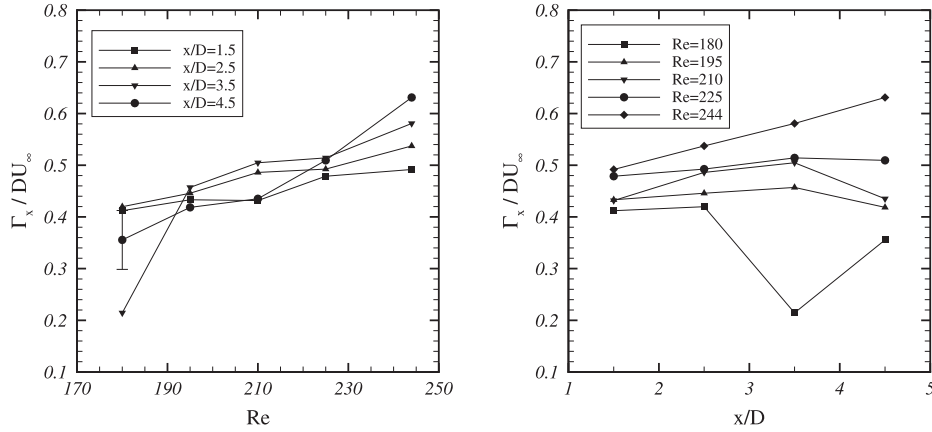 0.8
0.7
0.6
0.5
0.4
0.3
0.2
0.1
Γx / DU∞
x/D=1.5
x/D=2.5
x/D=3.5
x/D=4.5
170 190 210 230 250
Re
0.8
0.7
0.6
0.5
0.4
0.3
0.2
0.1
Γx / DU∞
Re=180
Re=195
Re=210
Re=225
Re=244
1 2 3 4 5
x/D